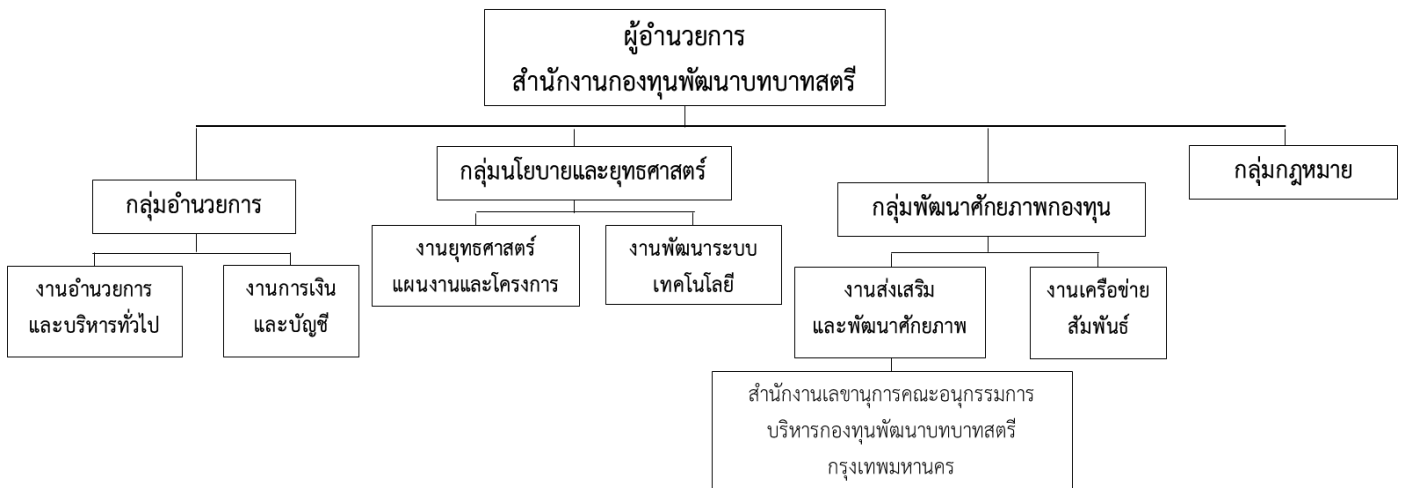 ผู้อำนวยการ
สำนักงานกองทุนพัฒนาบทบาทสตรี
กลุ่มอำนวยการ
งานอำนวยการ
และบริหารทั่วไป
งานการเงิน
และบัญชี
กลุ่มนโยบายและยุทธศาสตร์
งานยุทธศาสตร์
แผนงานและโครงการ
งานพัฒนาระบบ
เทคโนโลยี
กลุ่มพัฒนาศักยภาพกองทุน
งานส่งเสริม
และพัฒนาศักยภาพ
สำนักงานเลขานุการคณะอนุกรรมการ
บริหารกองทุนพัฒนาบทบาทสตรี
กรุงเทพมหานคร
งานเครือข่าย
สัมพันธ์
กลุ่มกฎหมาย